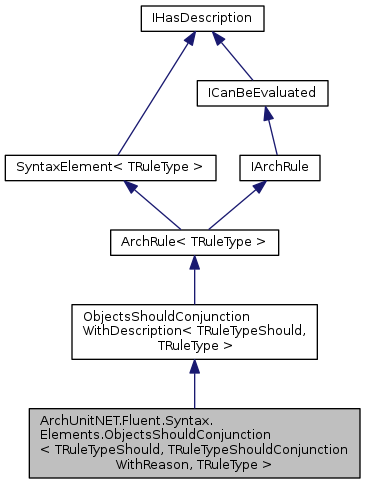 IHasDescription
ICanBeEvaluated
SyntaxElement< TRuleType >
IArchRule
ArchRule< TRuleType >
ObjectsShouldConjunction
WithDescription< TRuleTypeShould,
TRuleType >
ArchUnitNET.Fluent.Syntax.
Elements.ObjectsShouldConjunction
< TRuleTypeShould, TRuleTypeShouldConjunction
WithReason, TRuleType >